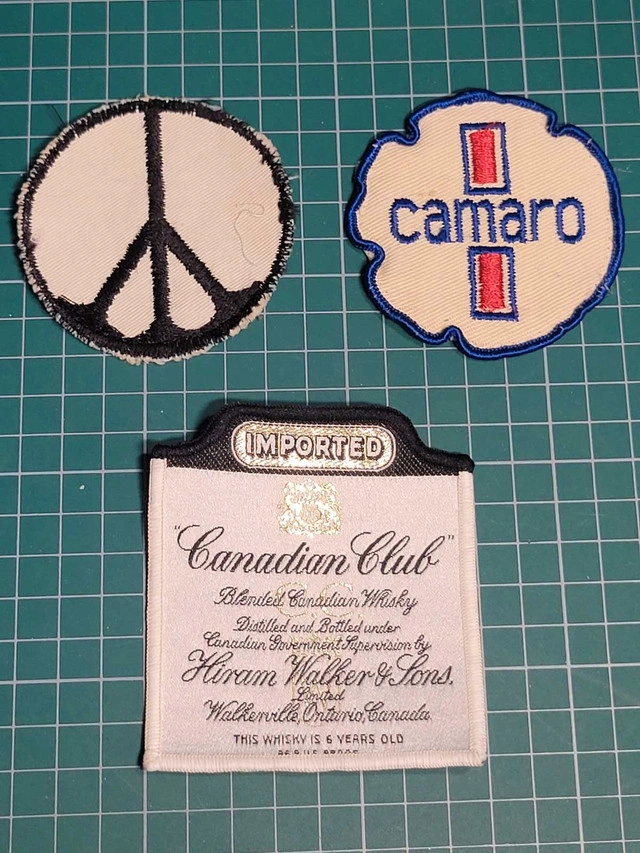 camaro
IMPORTED
"Canadian Club"
Blended Canadian Whisky
Distilled and Bottled under
Canadian Government Supervision by
Hiram Walker & Sons.
Limited
Walkerville, Ontario, Canada.
THIS WHISKY IS 6 YEARS OLD